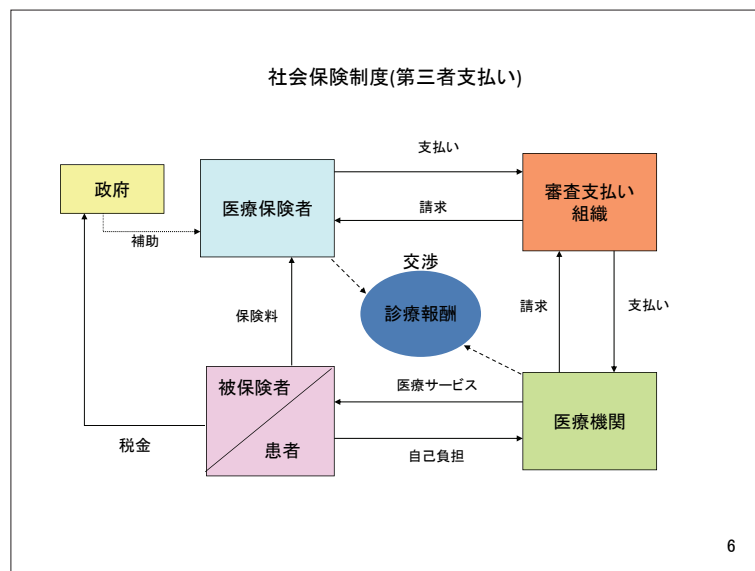 社会保険制度(第三者支払い)
支払い
政府
医療保険者
審査支払い
組織
請求
補助
交渉
保険料
診療報酬
請求
支払い
被保険者
医療サービス
医療機関
患者
税金
自己負担
6